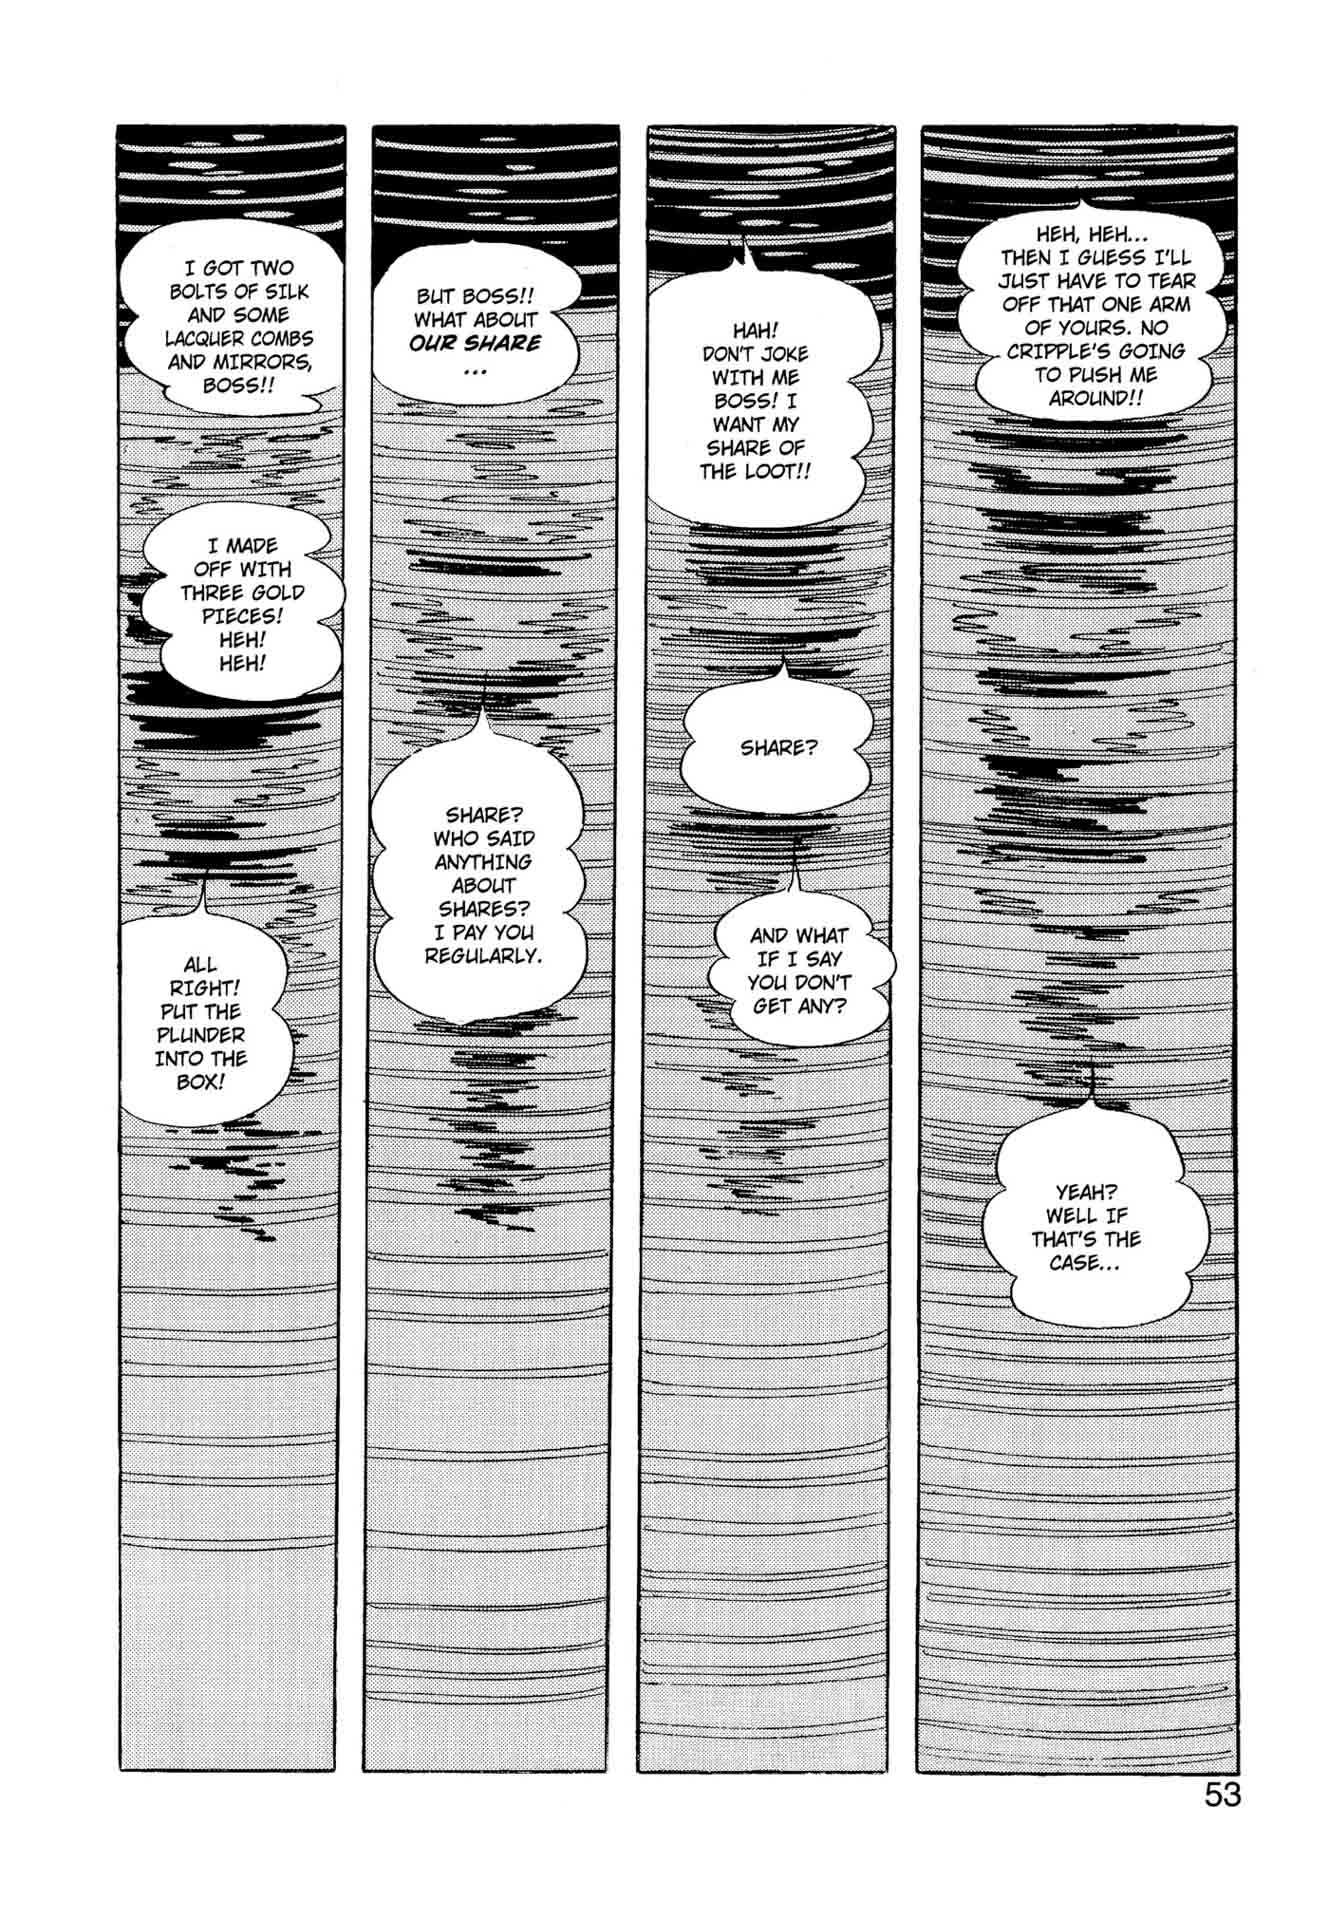 I GOT TWO
BOLTS OF SILK
AND SOME
LACQUER COMBS
AND MIRRORS,
BOSS!!
I MADE
OFF WITH
THREE GOLD
PIECES!
HEH!
HEH!
ALL
RIGHT!
PUT THE
PLUNDER
INTO THE
BOX!
BUT BOSS!!
WHAT ABOUT
OUR SHARE
...
SHARE?
WHO SAID
ANYTHING
ABOUT
SHARES?
I PAY YOU
REGULARLY.
HAH!
DON'T JOKE
WITH ME
BOSS! I
WANT MY
SHARE OF
THE LOOT!!
SHARE?
AND WHAT
IF I SAY
YOU DON'T
GET ANY?
HEH, HEH...
THEN I GUESS I'LL
JUST HAVE TO TEAR
OFF THAT ONE ARM
OF YOURS. NO
CRIPPLE'S GOING
TO PUSH ME
AROUND!!
YEAH?
WELL IF
THAT'S THE
CASE...
53